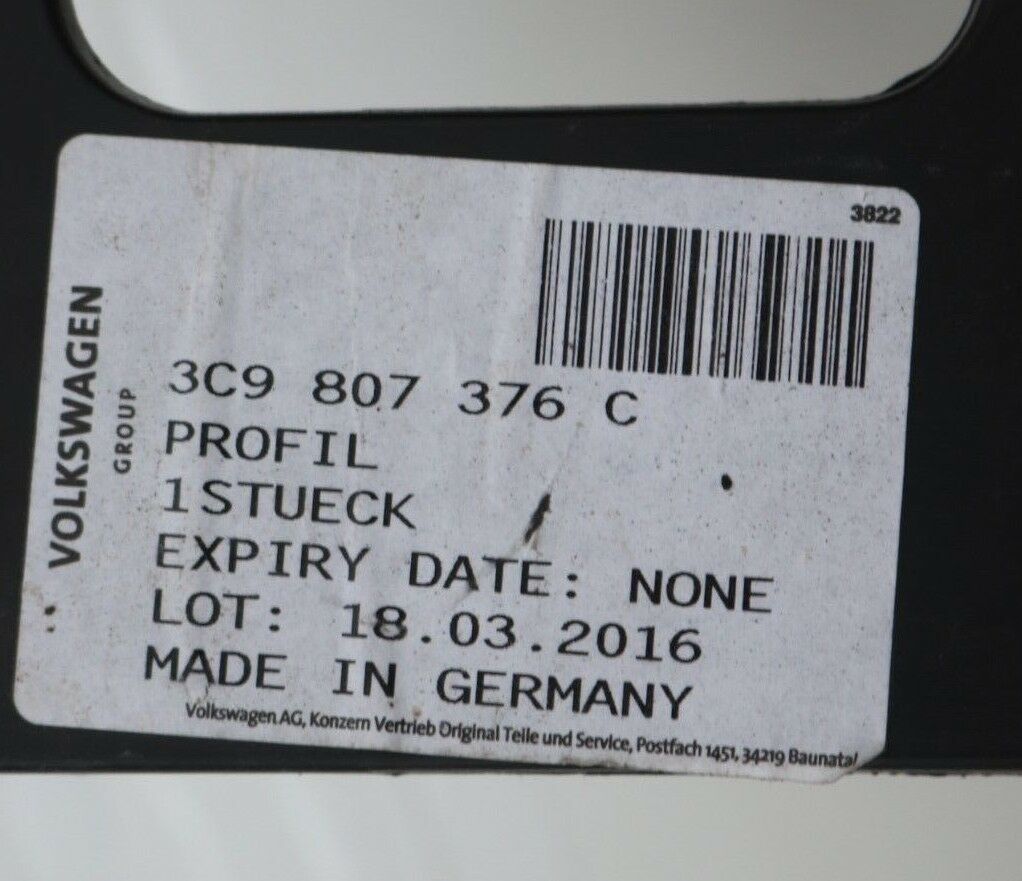 3822
VOLKSWAGEN
GROUP
3C9 807 376 C
PROFIL
1STUECK
EXPIRY DATE: NONE
LOT: 18.03.2016
MADE IN GERMANY
Volkswagen AG, Konzern Vertrieb Original Teile und Service, Postfach 1451, 34219 Baunatal